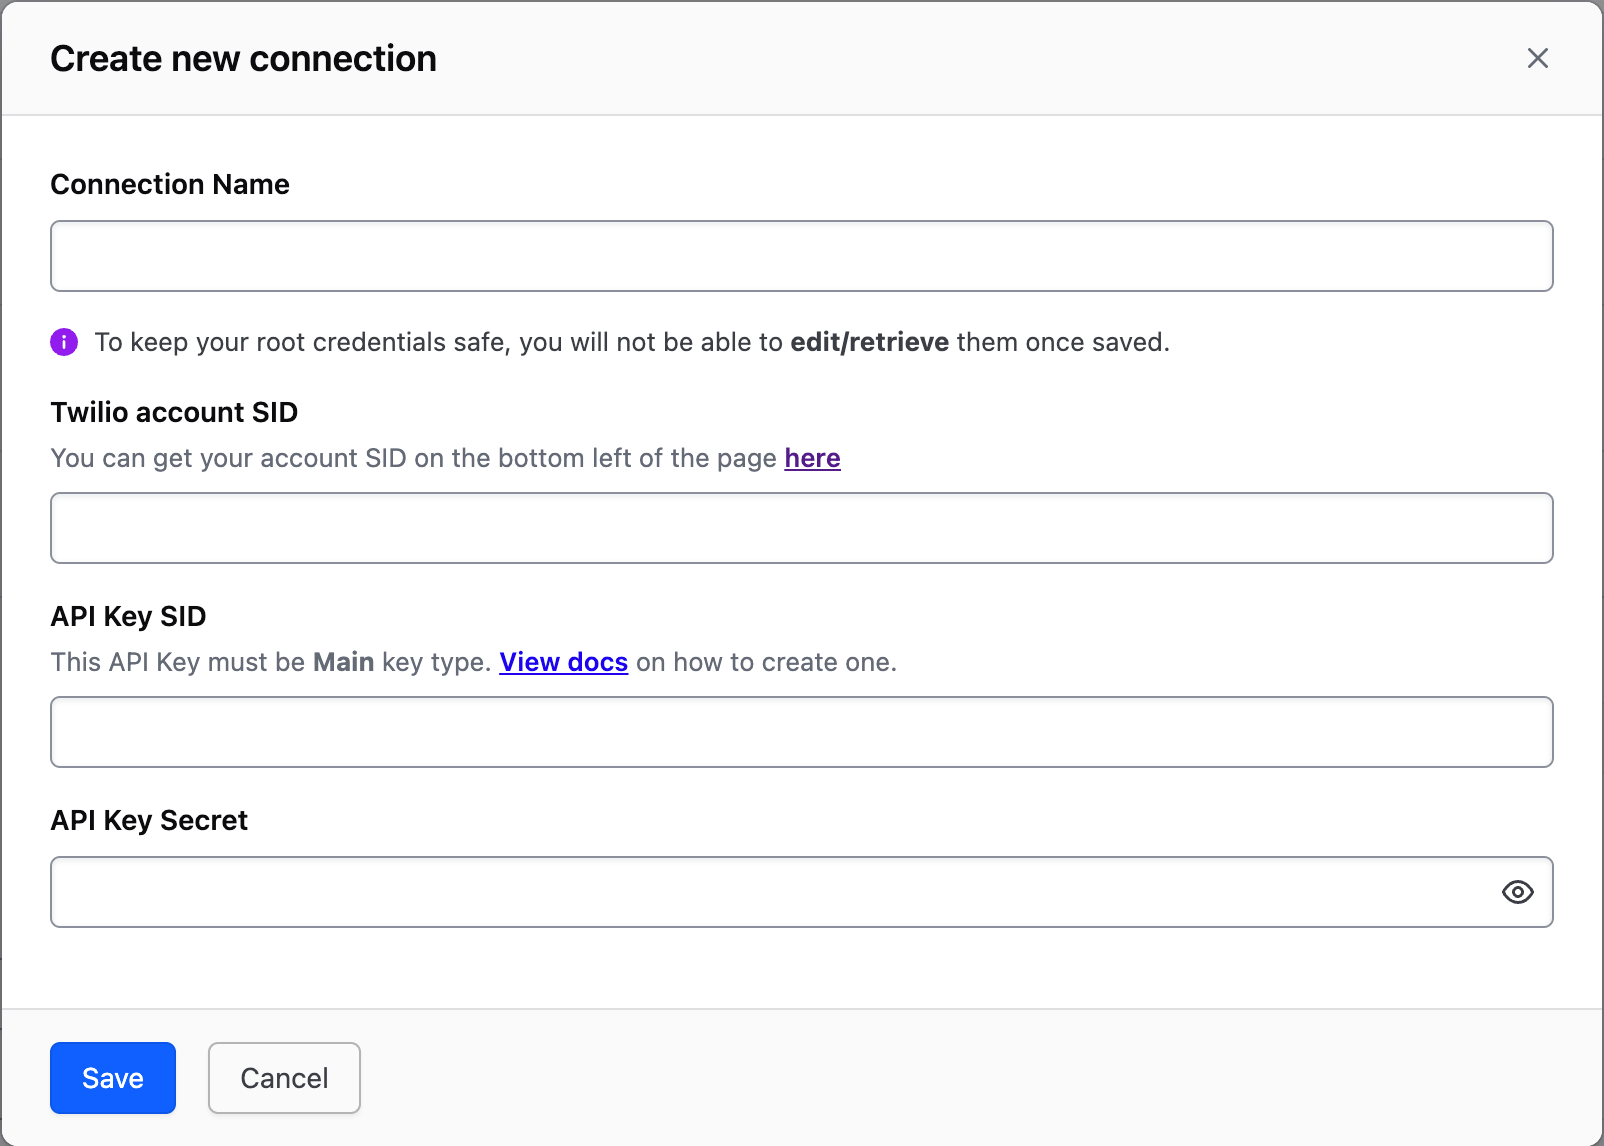 Create new connection
Connection Name
To keep your root credentials safe, you will not be able to edit/retrieve them once saved.
Twilio account SID
You can get your account SID on the bottom left of the page here
API Key SID
This API Key must be Main key type. View docs on how to create one.
API Key Secret
Save
Cancel